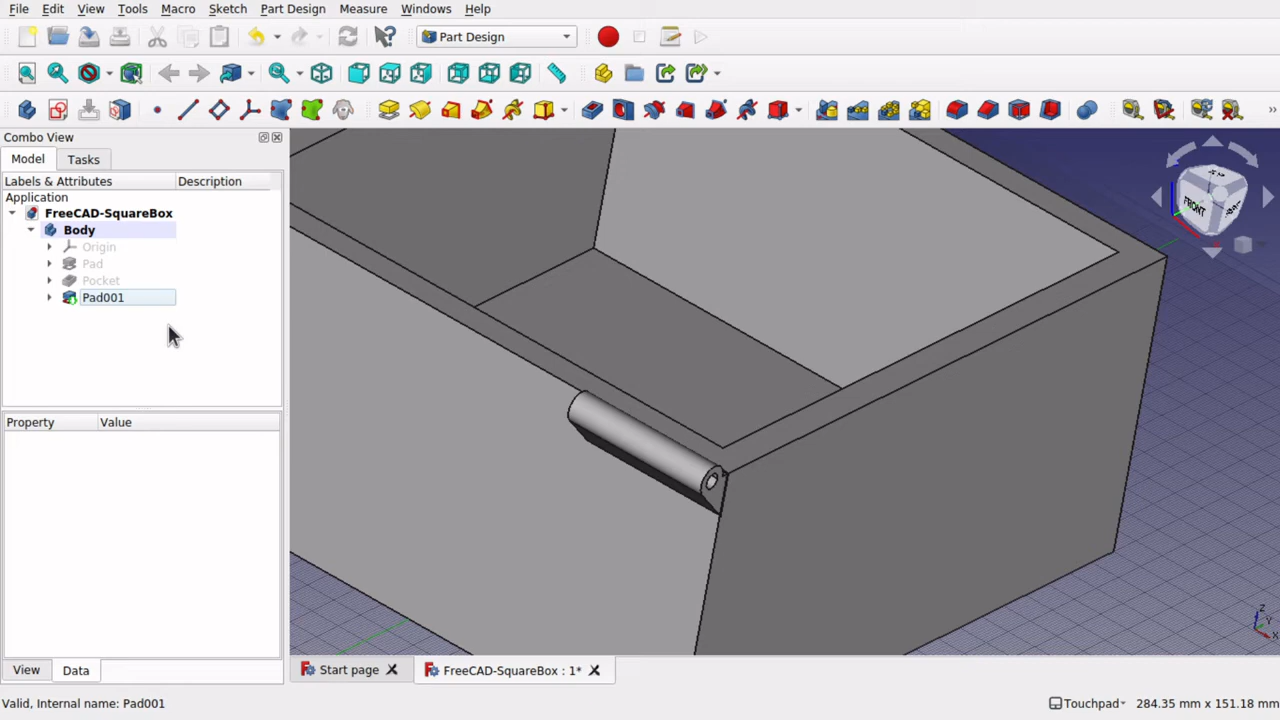 File Edit View Tools Macro Sketch Part Design Measure Windows Help
Part Design
Combo View
Model Tasks
Labels & Attributes Description
Application
FreeCAD-SquareBox
Body
Origin
Pad
Pocket
Pad001
Property Value
View Data
FRONT
Z
Y
X
Start page FreeCAD-SquareBox : 1*
Valid, Internal name: Pad001 Touchpad 284.35 mm x 151.18 mm